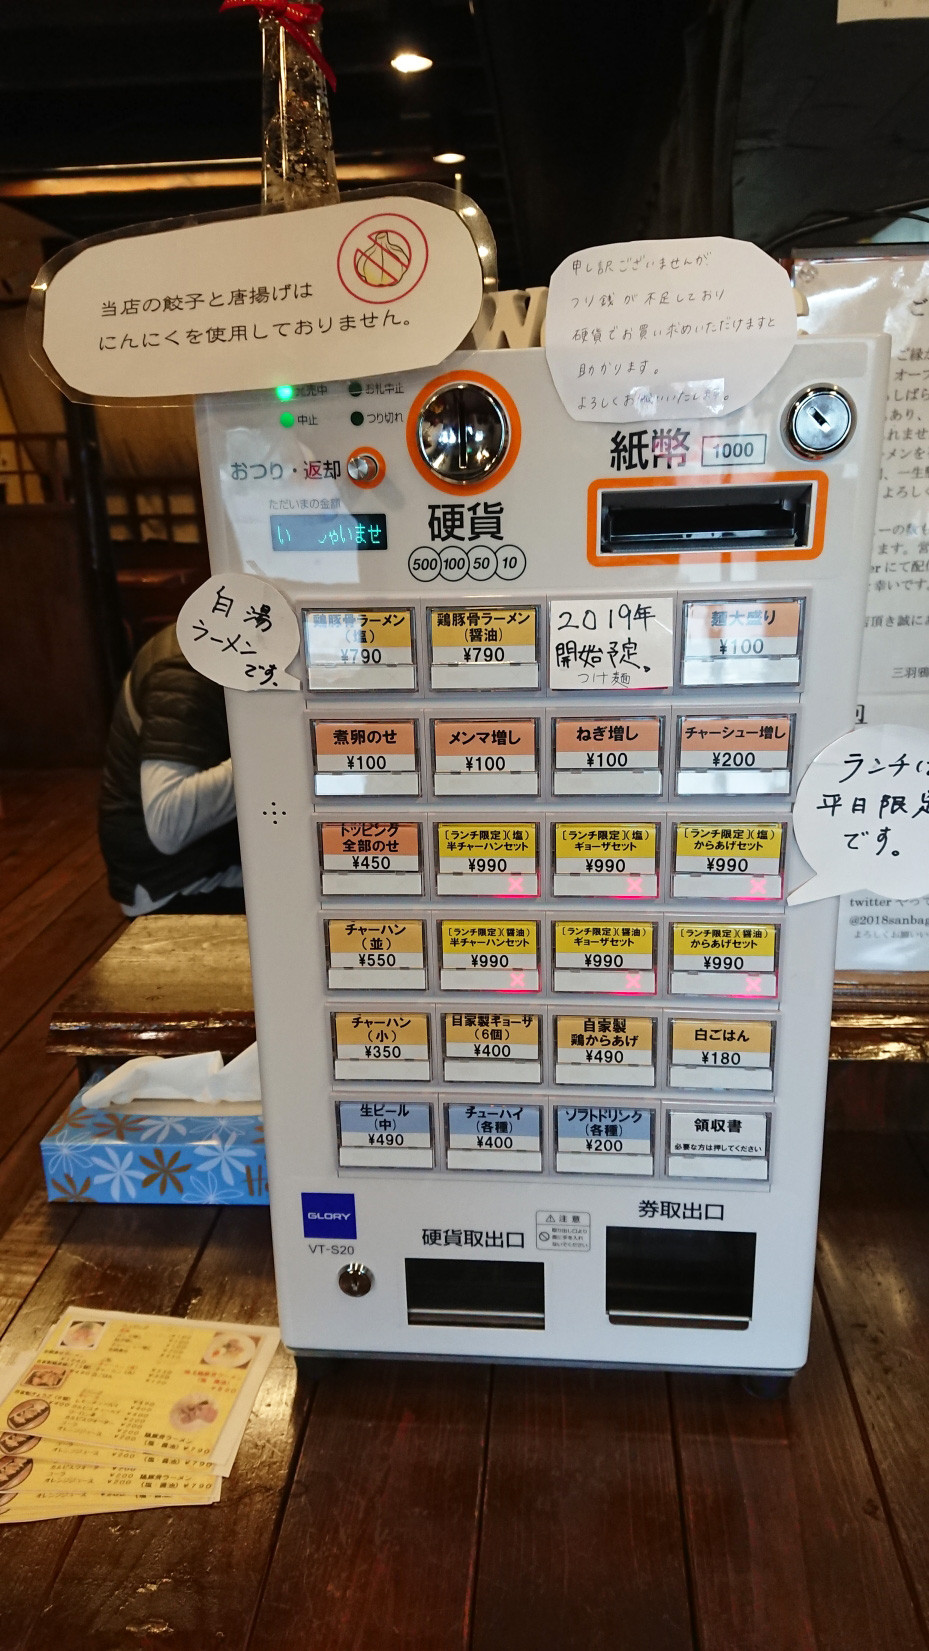 当店の餃子と唐揚げは
にんにくを使用しておりません。
申し訳ございませんが
つり銭が不足しており
硬貨でお買い求めいただけますと
助かります。
よろしくお願いいたします。
発売中
お札中止
中止
つり切れ
おつり・返却
ただいまの金額
い ゃいませ
硬貨
500 100 50 10
紙幣 1000
白湯
ラーメン
です。
鶏豚骨ラーメン
(塩)
¥790
鶏豚骨ラーメン
(醤油)
¥790
2019年
開始予定。
つけ麺
麺大盛り
¥100
煮卵のせ
¥100
メンマ増し
¥100
ねぎ増し
¥100
チャーシュー増し
¥200
ランチは
平日限定
です。
トッピング
全部のせ
¥450
[ランチ限定](塩)
半チャーハンセット
¥990
[ランチ限定](塩)
ギョーザセット
¥990
[ランチ限定](塩)
からあげセット
¥990
チャーハン
(並)
¥550
[ランチ限定](醤油)
半チャーハンセット
¥990
[ランチ限定](醤油)
ギョーザセット
¥990
[ランチ限定](醤油)
からあげセット
¥990
チャーハン
(小)
¥350
自家製ギョーザ
(6個)
¥400
自家製
鶏からあげ
¥490
白ごはん
¥180
生ビール
(中)
¥490
チューハイ
(各種)
¥400
ソフトドリンク
(各種)
¥200
領収書
必要な方は押してください
GLORY
VT-S20
硬貨取出口
注意
券取出口
twitter やって
@2018sanbag